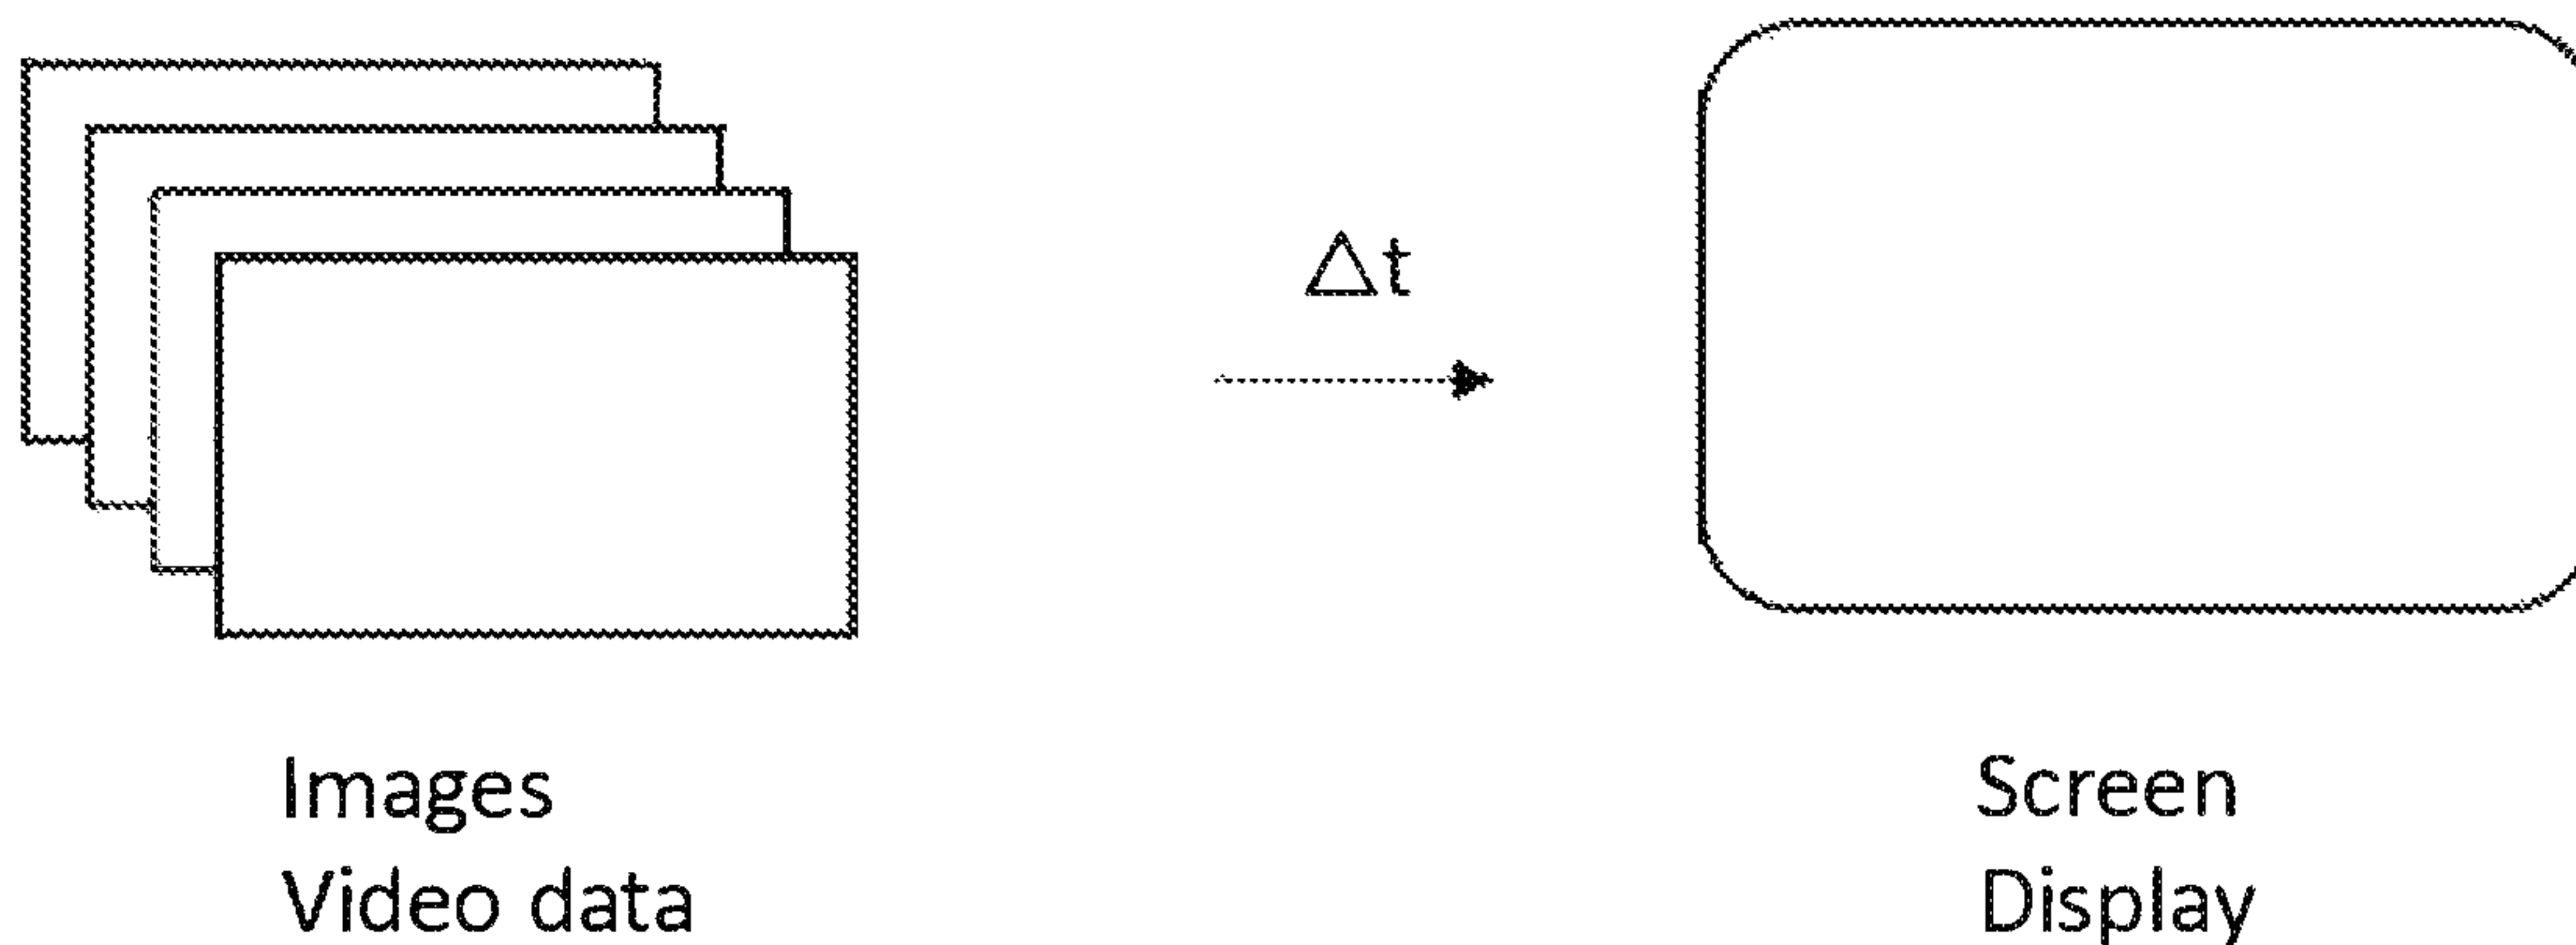 Δt
Images
Video data
Screen
Display